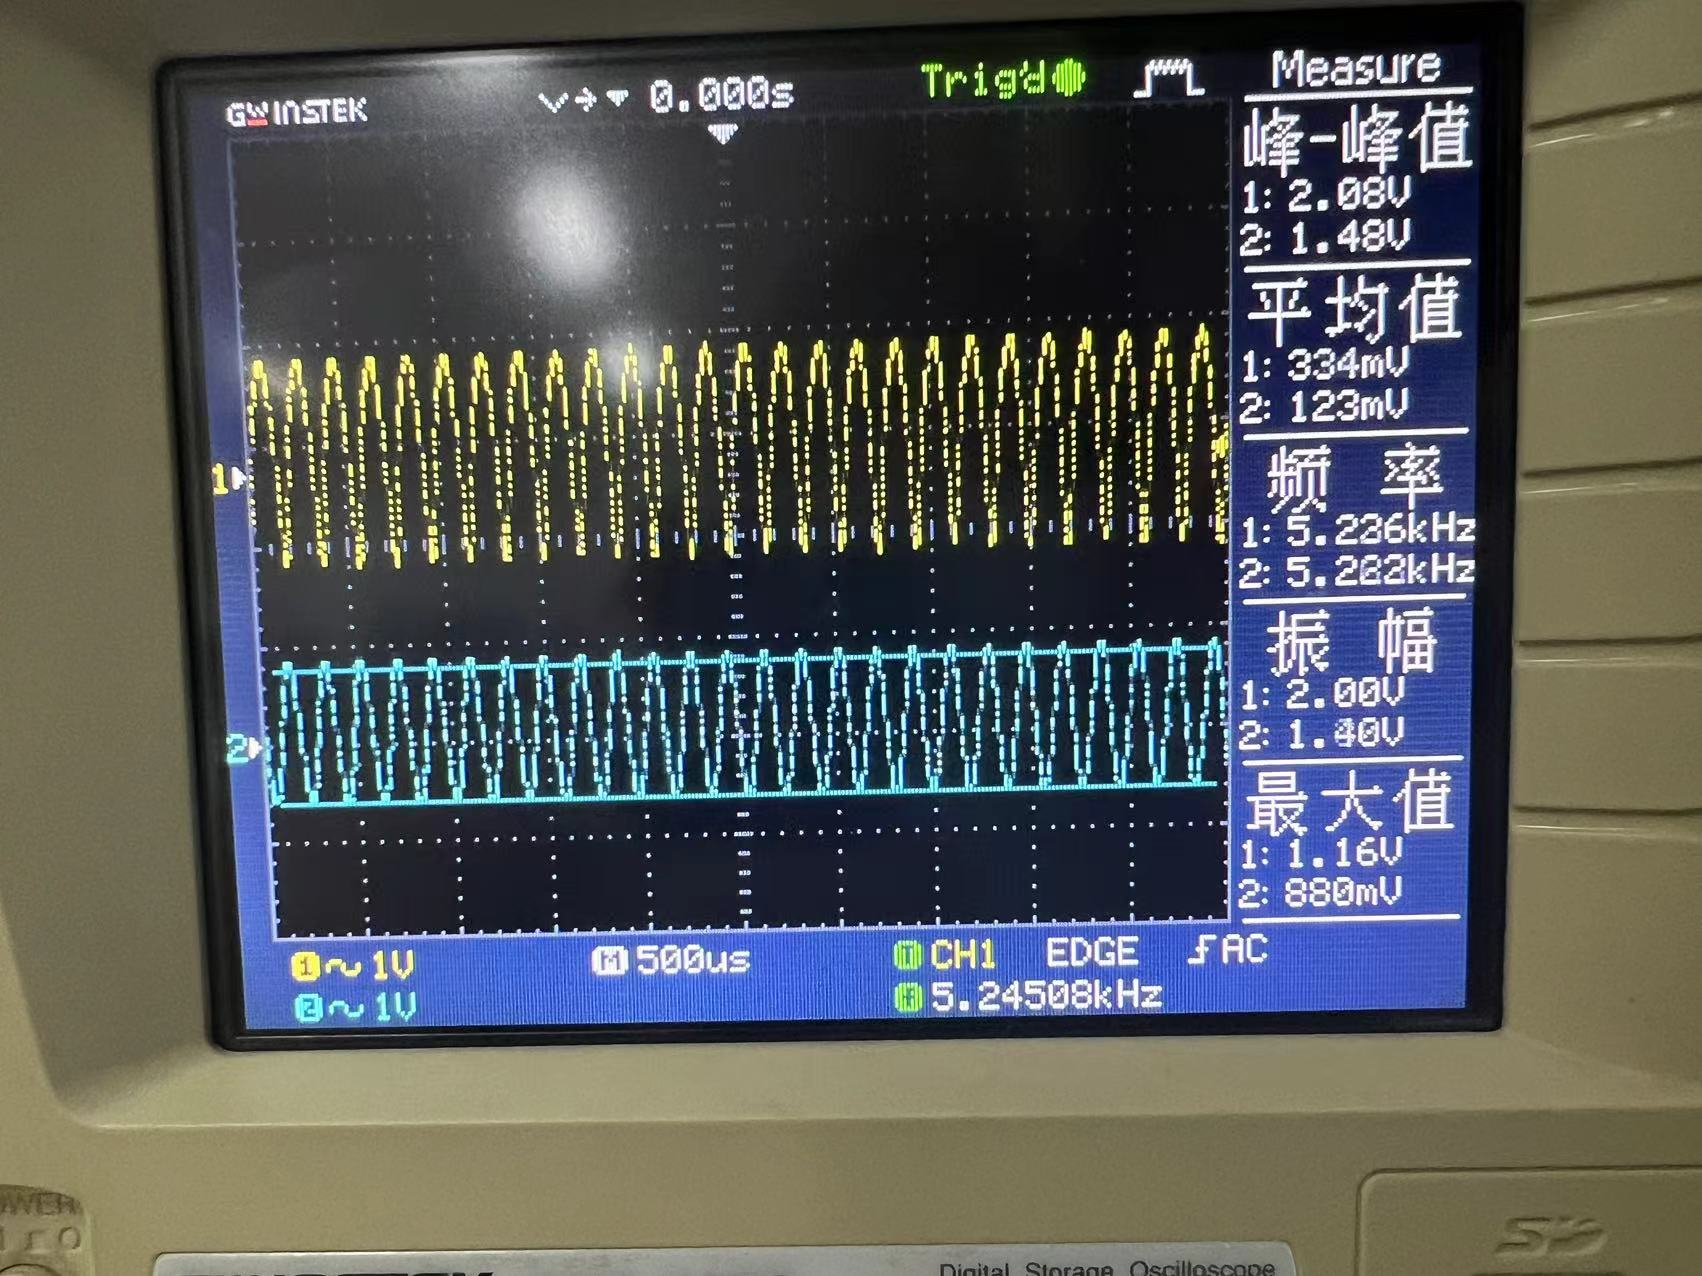 GWINSTEK
0.000s
Trig'd
Measure
峰-峰值
1: 2.08V
2: 1.48V
平均值
1: 334mV
2: 123mV
频 率
1: 5.236kHz
2: 5.282kHz
振 幅
1: 2.00V
2: 1.40V
最大值
1: 1.16V
2: 880mV
1
2
1 ~ 1V
M 500us
T CH1 EDGE AC
2 ~ 1V
5.24508kHz
Digital Storage Oscilloscope